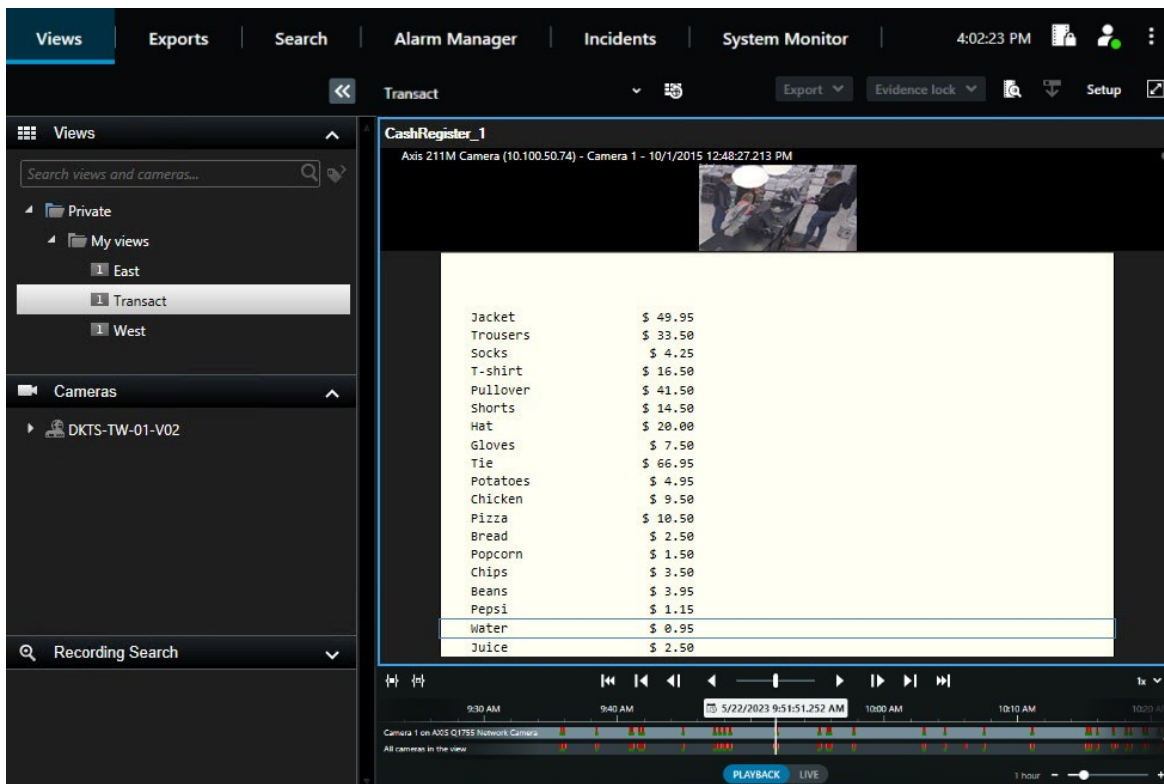 Views Exports Search Alarm Manager Incidents System Monitor 4:02:23 PM
Transact Export Evidence lock Setup
Views
Search views and cameras...
Private
My views
1 East
1 Transact
1 West
Cameras
DKTS-TW-01-V02
Recording Search
CashRegister_1
Axis 211M Camera (10.100.50.74) - Camera 1 - 10/1/2015 12:48:27.213 PM
Jacket $ 49.95
Trousers $ 33.50
Socks $ 4.25
T-shirt $ 16.50
Pullover $ 41.50
Shorts $ 14.50
Hat $ 20.00
Gloves $ 7.50
Tie $ 66.95
Potatoes $ 4.95
Chicken $ 9.50
Pizza $ 10.50
Bread $ 2.50
Popcorn $ 1.50
Chips $ 3.50
Beans $ 3.95
Pepsi $ 1.15
Water $ 0.95
Juice $ 2.50
1x
9:30 AM 9:40 AM 5/22/2023 9:51:51.252 AM 10:00 AM 10:10 AM 10:20 AM
Camera 1 on AXIS Q1755 Network Camera
All cameras in the view
PLAYBACK LIVE 1 hour